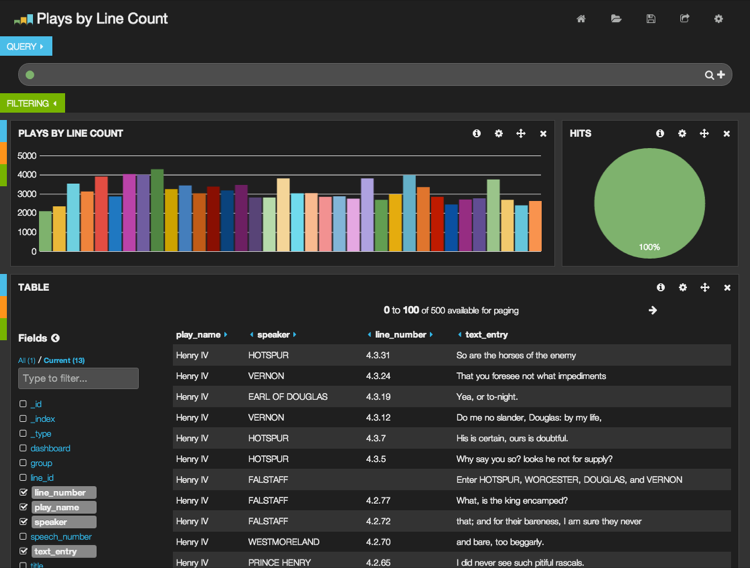 Plays by Line Count
QUERY
FILTERING
PLAYS BY LINE COUNT
5000
4000
3000
2000
1000
0
HITS
100%
TABLE
0 to 100 of 500 available for paging
Fields
All (1) / Current (13)
Type to filter...
_id
_index
_type
dashboard
group
line_id
line_number
play_name
speaker
speech_number
text_entry
title
play_name speaker line_number text_entry
Henry IV HOTSPUR 4.3.31 So are the horses of the enemy
Henry IV VERNON 4.3.24 That you foresee not what impediments
Henry IV EARL OF DOUGLAS 4.3.19 Yea, or to-night.
Henry IV VERNON 4.3.12 Do me no slander, Douglas: by my life,
Henry IV HOTSPUR 4.3.7 His is certain, ours is doubtful.
Henry IV HOTSPUR 4.3.5 Why say you so? looks he not for supply?
Henry IV FALSTAFF Enter HOTSPUR, WORCESTER, DOUGLAS, and VERNON
Henry IV FALSTAFF 4.2.77 What, is the king encamped?
Henry IV FALSTAFF 4.2.72 that; and for their bareness, I am sure they never
Henry IV WESTMORELAND 4.2.70 and bare, too beggarly.
Henry IV PRINCE HENRY 4.2.65 I did never see such pitiful rascals.